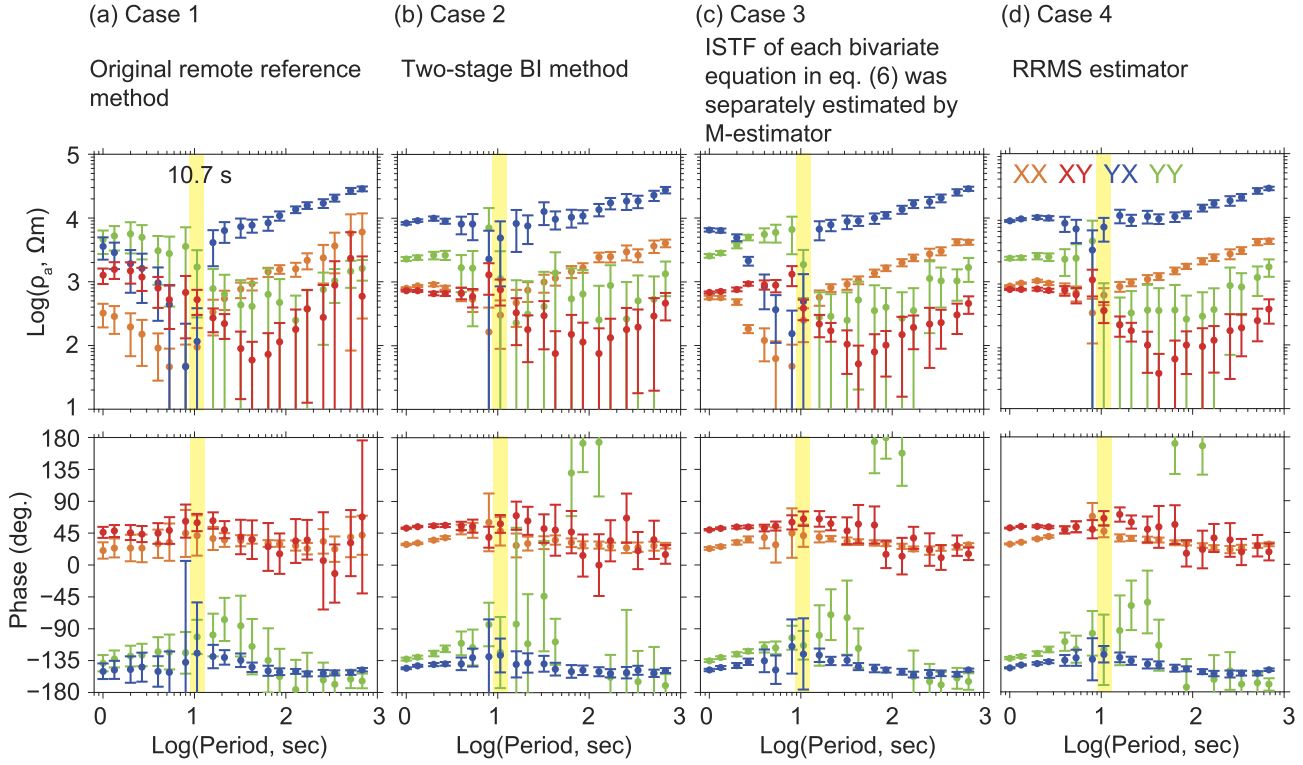 (a) Case 1
(b) Case 2
(c) Case 3
(d) Case 4
Original remote reference
method
Two-stage BI method
ISTF of each bivariate
equation in eq. (6) was
separately estimated by
M-estimator
RRMS estimator
Log(ρa, Ωm)
5
4
3
2
1
10.7 s
XX XY YX YY
Phase (deg.)
180
135
90
45
0
−45
−90
−135
−180
0 1 2 3
0 1 2 3
0 1 2 3
0 1 2 3
Log(Period, sec)
Log(Period, sec)
Log(Period, sec)
Log(Period, sec)